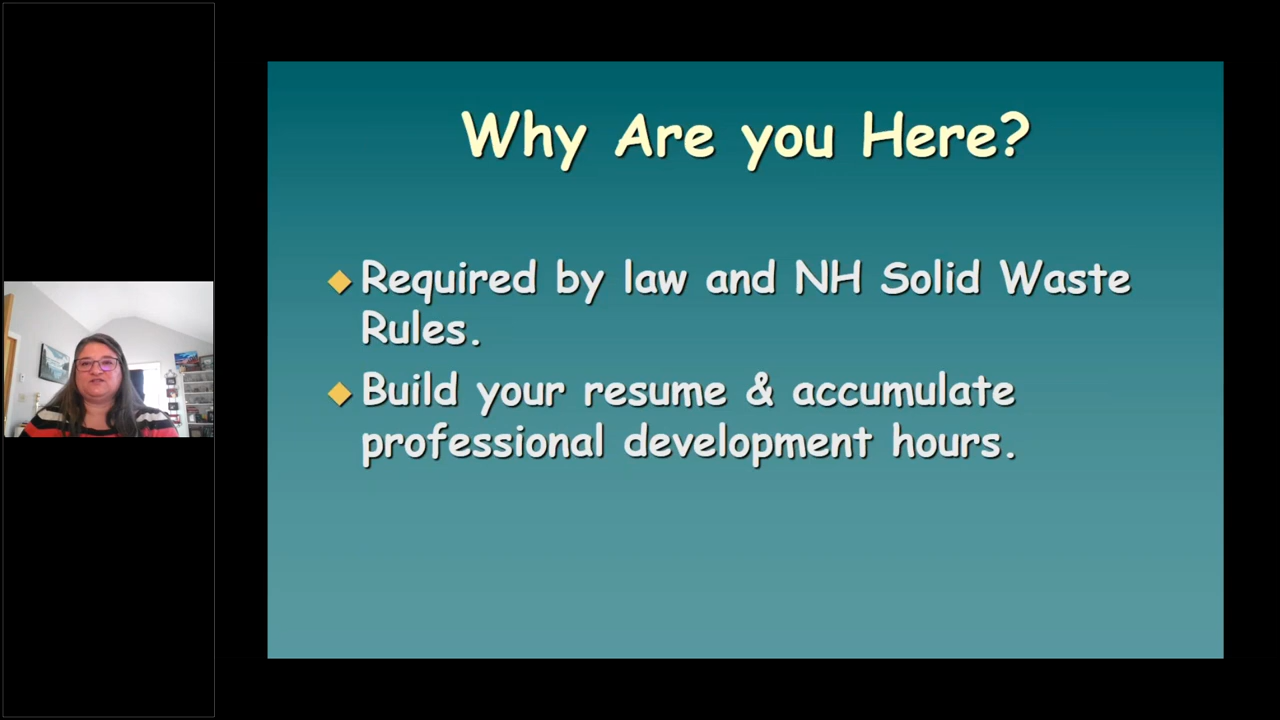 Why Are you Here?
Required by law and NH Solid Waste
Rules.
Build your resume & accumulate
professional development hours.